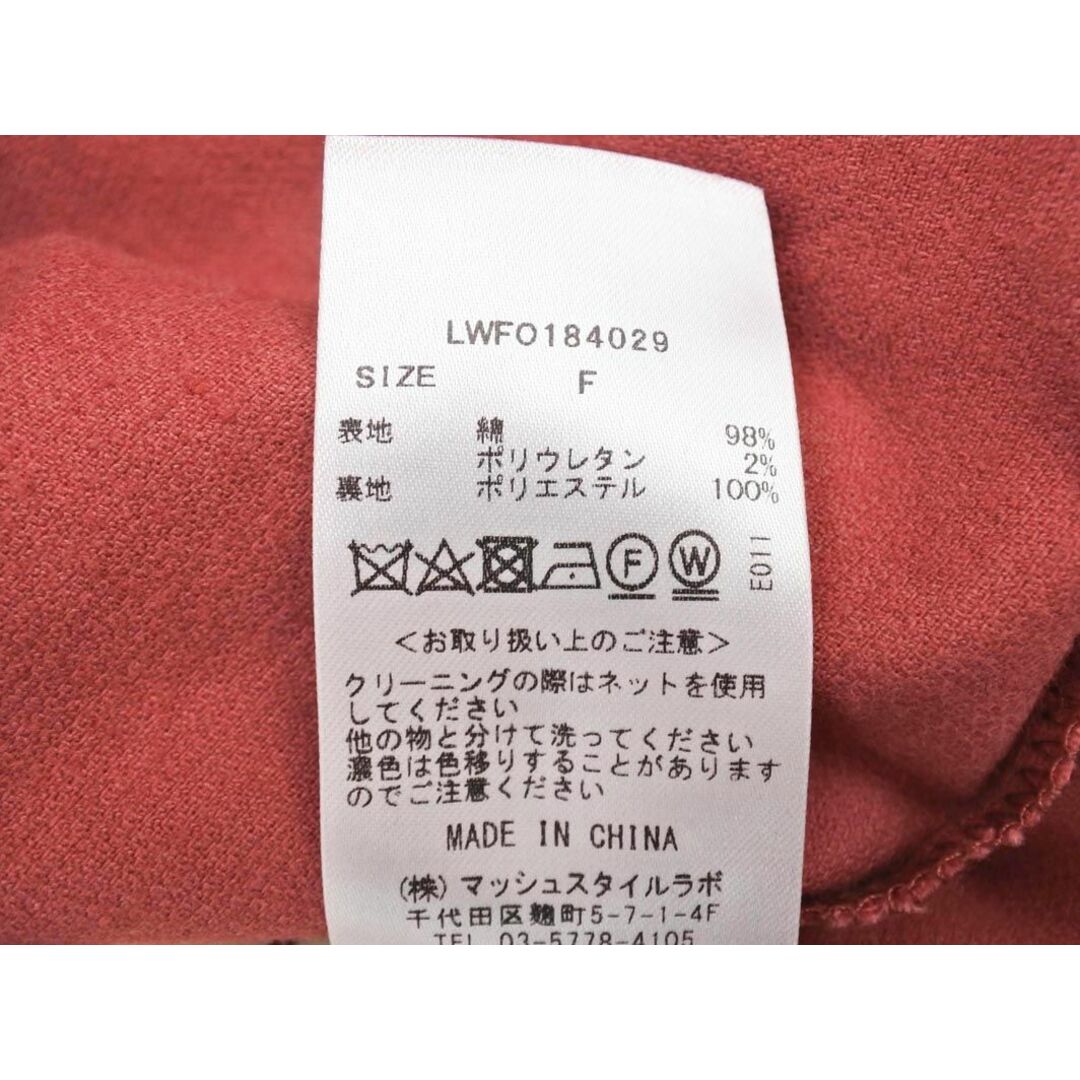 LWFO184029
SIZE F
表地 綿 98%
ポリウレタン 2%
裏地 ポリエステル 100%
F W E011
＜お取り扱い上のご注意＞
クリーニングの際はネットを使用
してください
他の物と分けて洗ってください
濃色は色移りすることがあります
のでご注意ください
MADE IN CHINA
(株)マッシュスタイルラボ
千代田区麹町5-7-1-4F
TEL 03-5778-4105